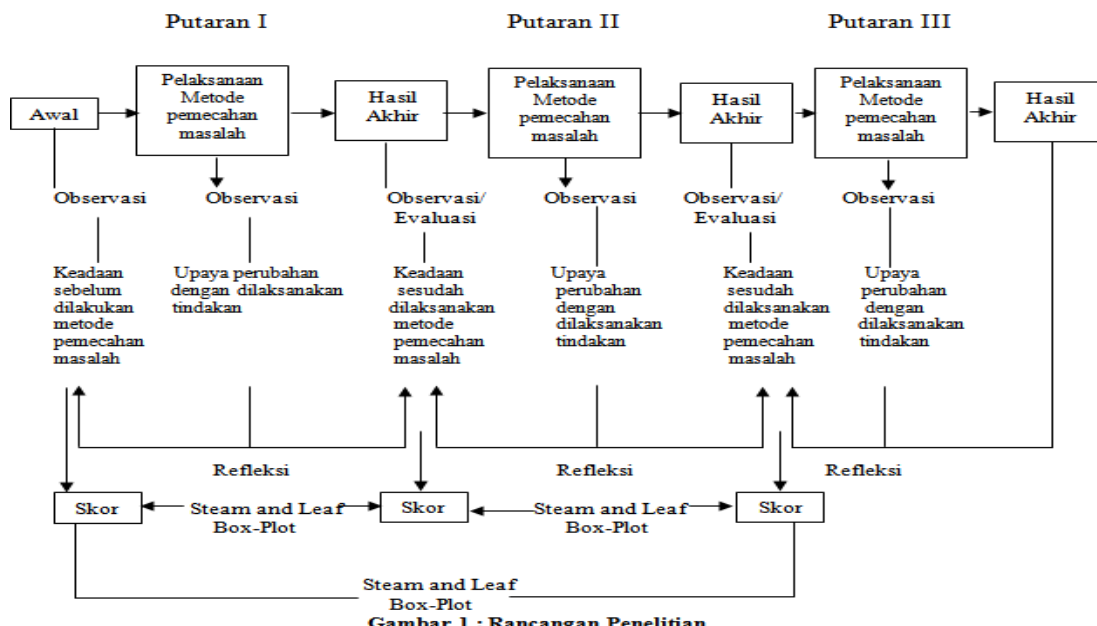 Putaran I
Putaran II
Putaran III
Awal
Pelaksanaan
Metode
pemecahan
masalah
Hasil
Akhir
Pelaksanaan
Metode
pemecahan
masalah
Hasil
Akhir
Pelaksanaan
Metode
pemecahan
masalah
Hasil
Akhir
Observasi
Observasi
Observasi/
Evaluasi
Observasi
Observasi/
Evaluasi
Observasi
Keadaan
sebelum
dilakukan
metode
pemecahan
masalah
Upaya perubahan
dengan dilaksanakan
tindakan
Keadaan
sesudah
dilaksanakan
metode
pemecahan
masalah
Upaya
perubahan
dengan
dilaksanakan
tindakan
Keadaan
sesudah
dilaksanakan
metode
pemecahan
masalah
Upaya
perubahan
dengan
dilaksanakan
tindakan
Refleksi
Refleksi
Refleksi
Skor
Steam and Leaf
Box-Plot
Skor
Steam and Leaf
Box-Plot
Skor
Steam and Leaf
Box-Plot
Gambar 1 : Rancangan Penelitian